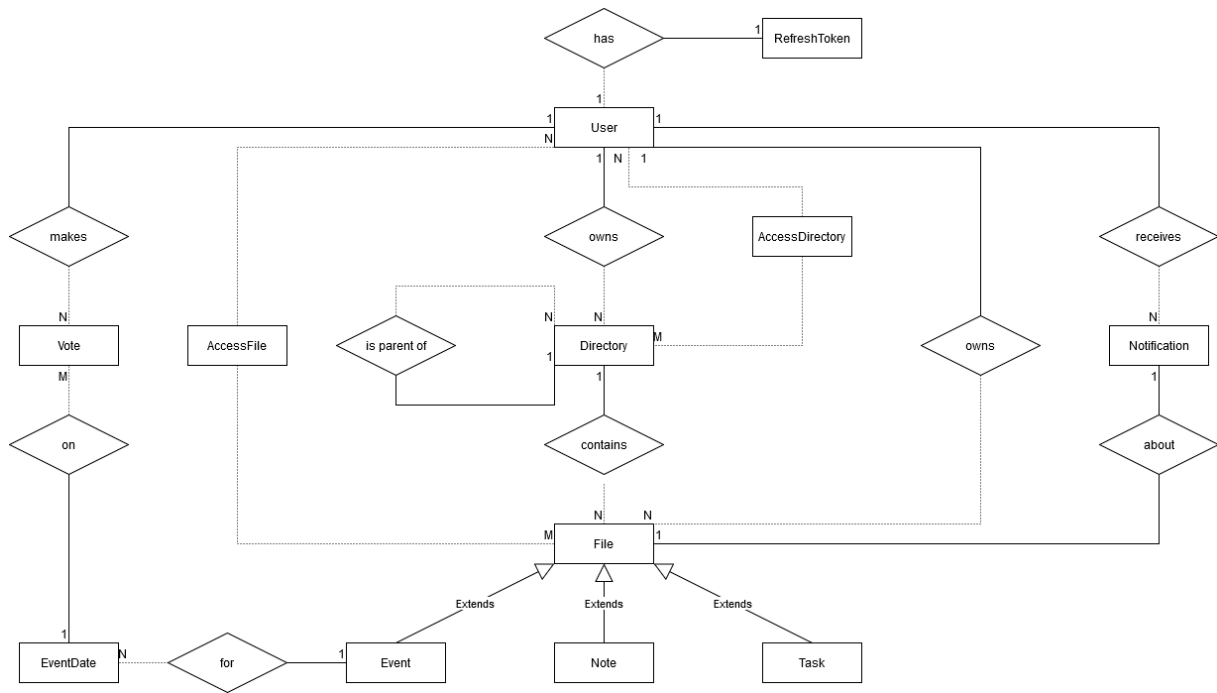 has
1
RefreshToken
1
1
User
1
N
1
N
1
makes
owns
AccessDirectory
receives
N
N
N
N
Vote
AccessFile
is parent of
Directory
M
owns
Notification
1
M
1
1
on
contains
about
N
N
M
File
1
Extends
Extends
Extends
1
EventDate
N
for
1
Event
Note
Task